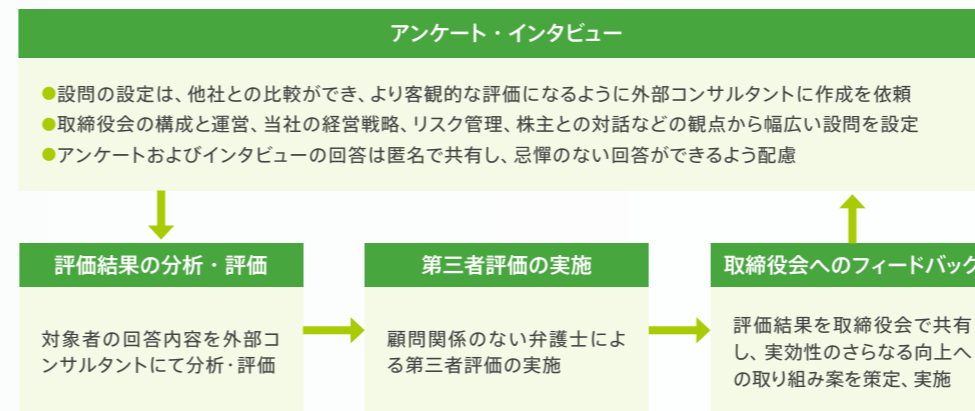 アンケート・インタビュー
●設問の設定は、他社との比較ができ、より客観的な評価になるように外部コンサルタントに作成を依頼
●取締役会の構成と運営、当社の経営戦略、リスク管理、株主との対話などの観点から幅広い設問を設定
●アンケートおよびインタビューの回答は匿名で共有し、忌憚のない回答ができるよう配慮
評価結果の分析・評価
対象者の回答内容を外部コ
ンサルタントにて分析・評価
第三者評価の実施
顧問関係のない弁護士によ
る第三者評価の実施
取締役会へのフィードバック
評価結果を取締役会で共有
し、実効性のさらなる向上へ
の取り組み案を策定、実施